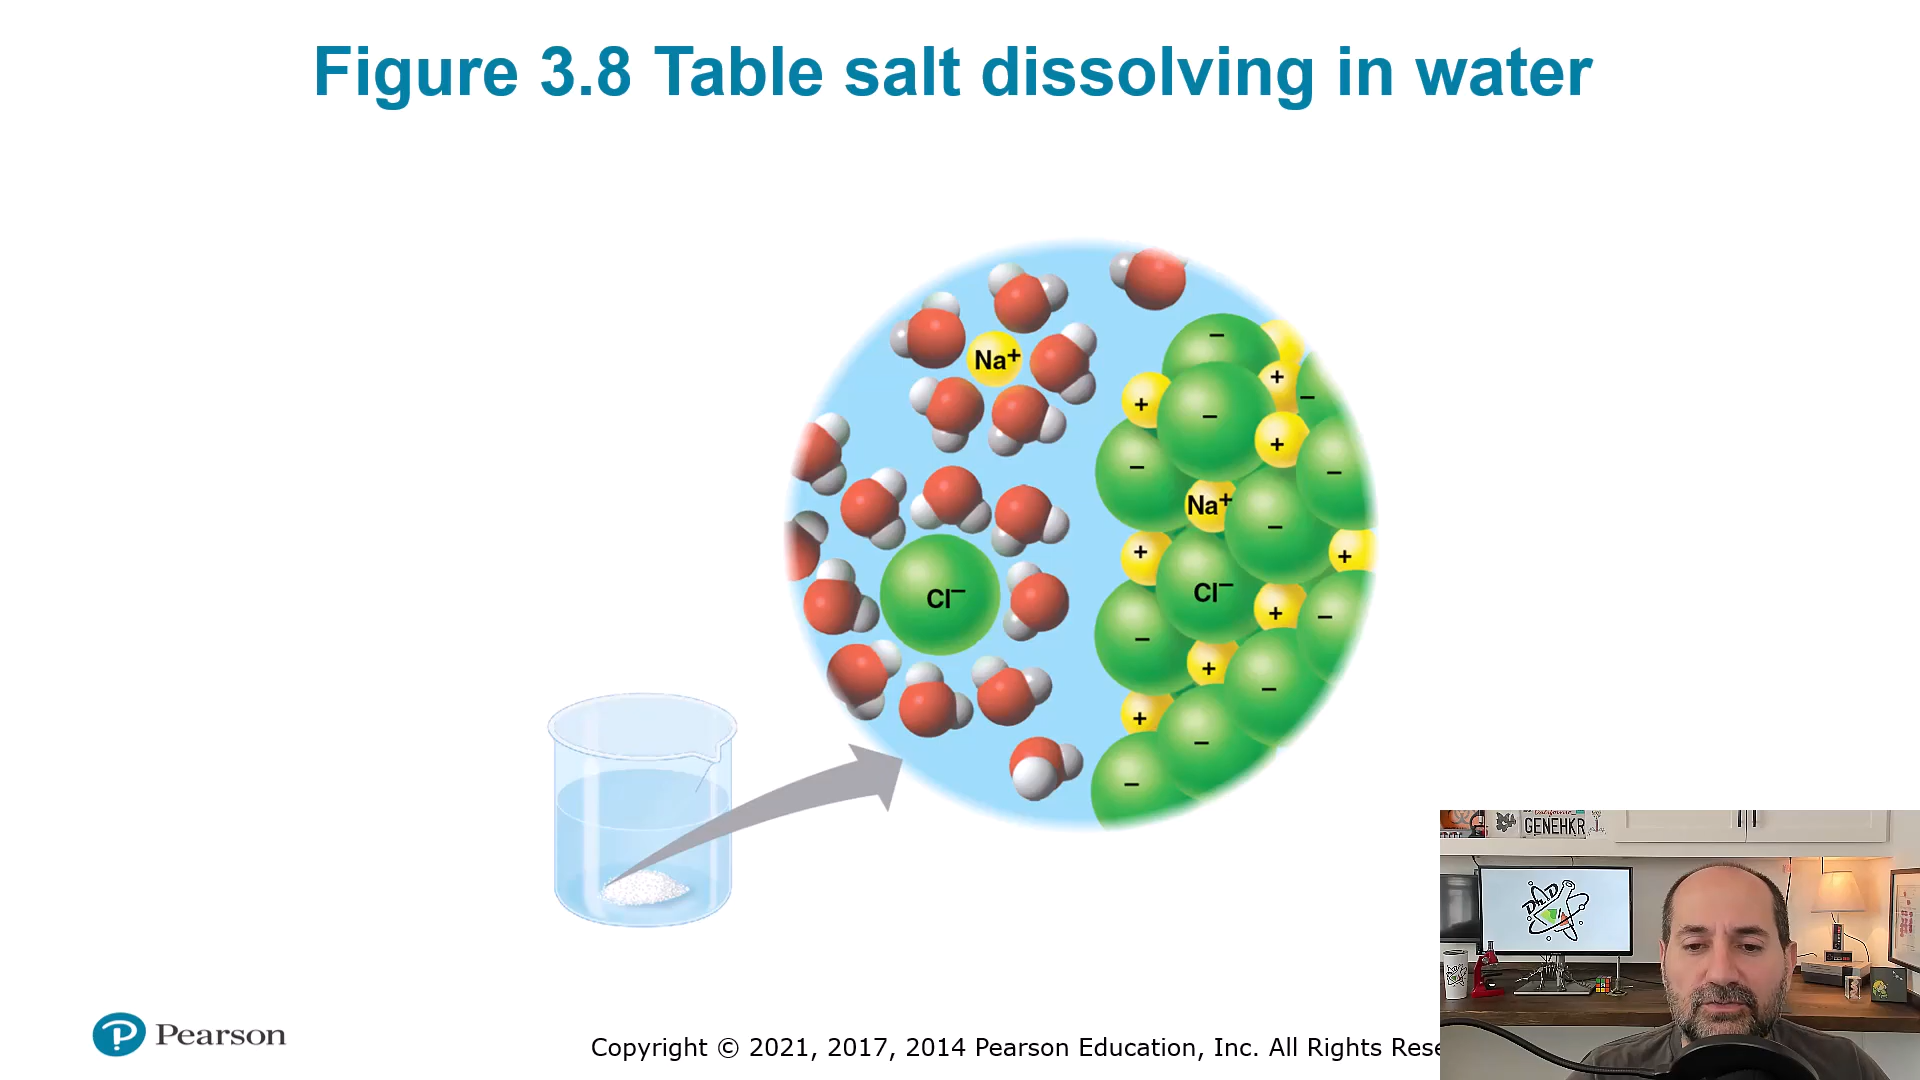 Figure 3.8 Table salt dissolving in water
−
Na⁺
+
−
+
−
+
−
−
−
Na⁺
−
+
+
Cl⁻
Cl⁻
+
−
−
+
−
+
−
−
Pearson
Copyright © 2021, 2017, 2014 Pearson Education, Inc. All Rights Rese
GENEHKR